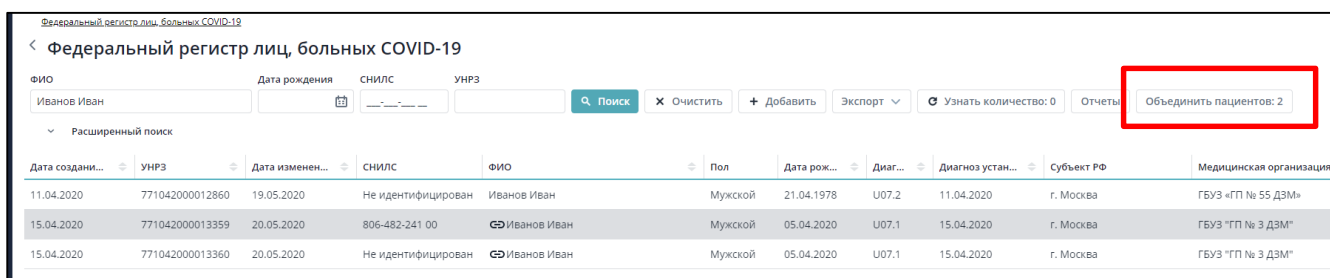 Федеральный регистр лиц, больных COVID-19
Федеральный регистр лиц, больных COVID-19
ФИО Дата рождения СНИЛС УНРЗ
Иванов Иван ___-___-___ __ Поиск Очистить + Добавить Экспорт Узнать количество: 0 Отчеты Объединить пациентов: 2
Расширенный поиск
Дата создани... УНРЗ Дата изменен... СНИЛС ФИО Пол Дата рож... Диаг... Диагноз устан... Субъект РФ Медицинская организация
11.04.2020 771042000012860 19.05.2020 Не идентифицирован Иванов Иван Мужской 21.04.1978 U07.2 11.04.2020 г. Москва ГБУЗ «ГП № 55 ДЗМ»
15.04.2020 771042000013359 20.05.2020 806-482-241 00 Иванов Иван Мужской 05.04.2020 U07.1 15.04.2020 г. Москва ГБУЗ "ГП № 3 ДЗМ"
15.04.2020 771042000013360 20.05.2020 Не идентифицирован Иванов Иван Мужской 05.04.2020 U07.1 15.04.2020 г. Москва ГБУЗ "ГП № 3 ДЗМ"